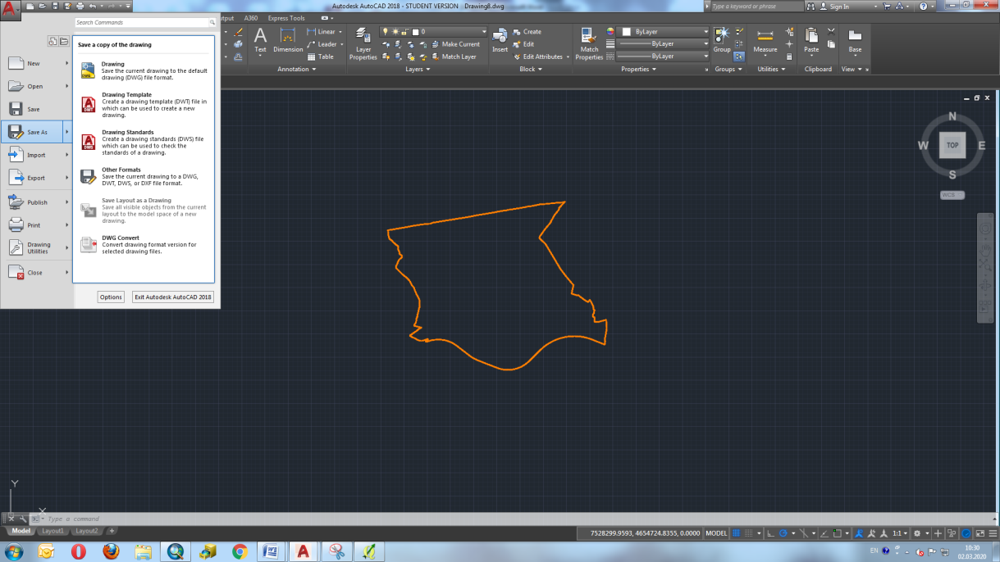 Autodesk AutoCAD 2018 - STUDENT VERSION Drawing8.dwg
Type a keyword or phrase
Sign In
Search Commands
A360
Express Tools
Save a copy of the drawing
Drawing
Save the current drawing to the default
drawing (DWG) file format.
Drawing Template
Create a drawing template (DWT) file in
which can be used to create a new
drawing.
Drawing Standards
Create a drawing standards (DWS) file
which can be used to check the
standards of a drawing.
Other Formats
Save the current drawing to a DWG,
DWT, DWS, or DXF file format.
Save Layout as a Drawing
Save all visible objects from the current
layout to the model space of a new
drawing.
DWG Convert
Convert drawing format version for
selected drawing files.
Options
Exit Autodesk AutoCAD 2018
New
Open
Save
Save As
Import
Export
Publish
Print
Drawing
Utilities
Close
Text
Dimension
Linear
Leader
Table
Annotation
Layer
Properties
0
Make Current
Match Layer
Layers
Insert
Create
Edit
Edit Attributes
Block
Match
Properties
ByLayer
ByLayer
ByLayer
Properties
Group
Groups
Measure
Utilities
Paste
Clipboard
Base
View
N
W
TOP
E
S
WCS
Y
X
Type a command
Model
Layout1
Layout2
7528299.9593, 4654724.8355, 0.0000
MODEL
1:1
EN
10:30
02.03.2020